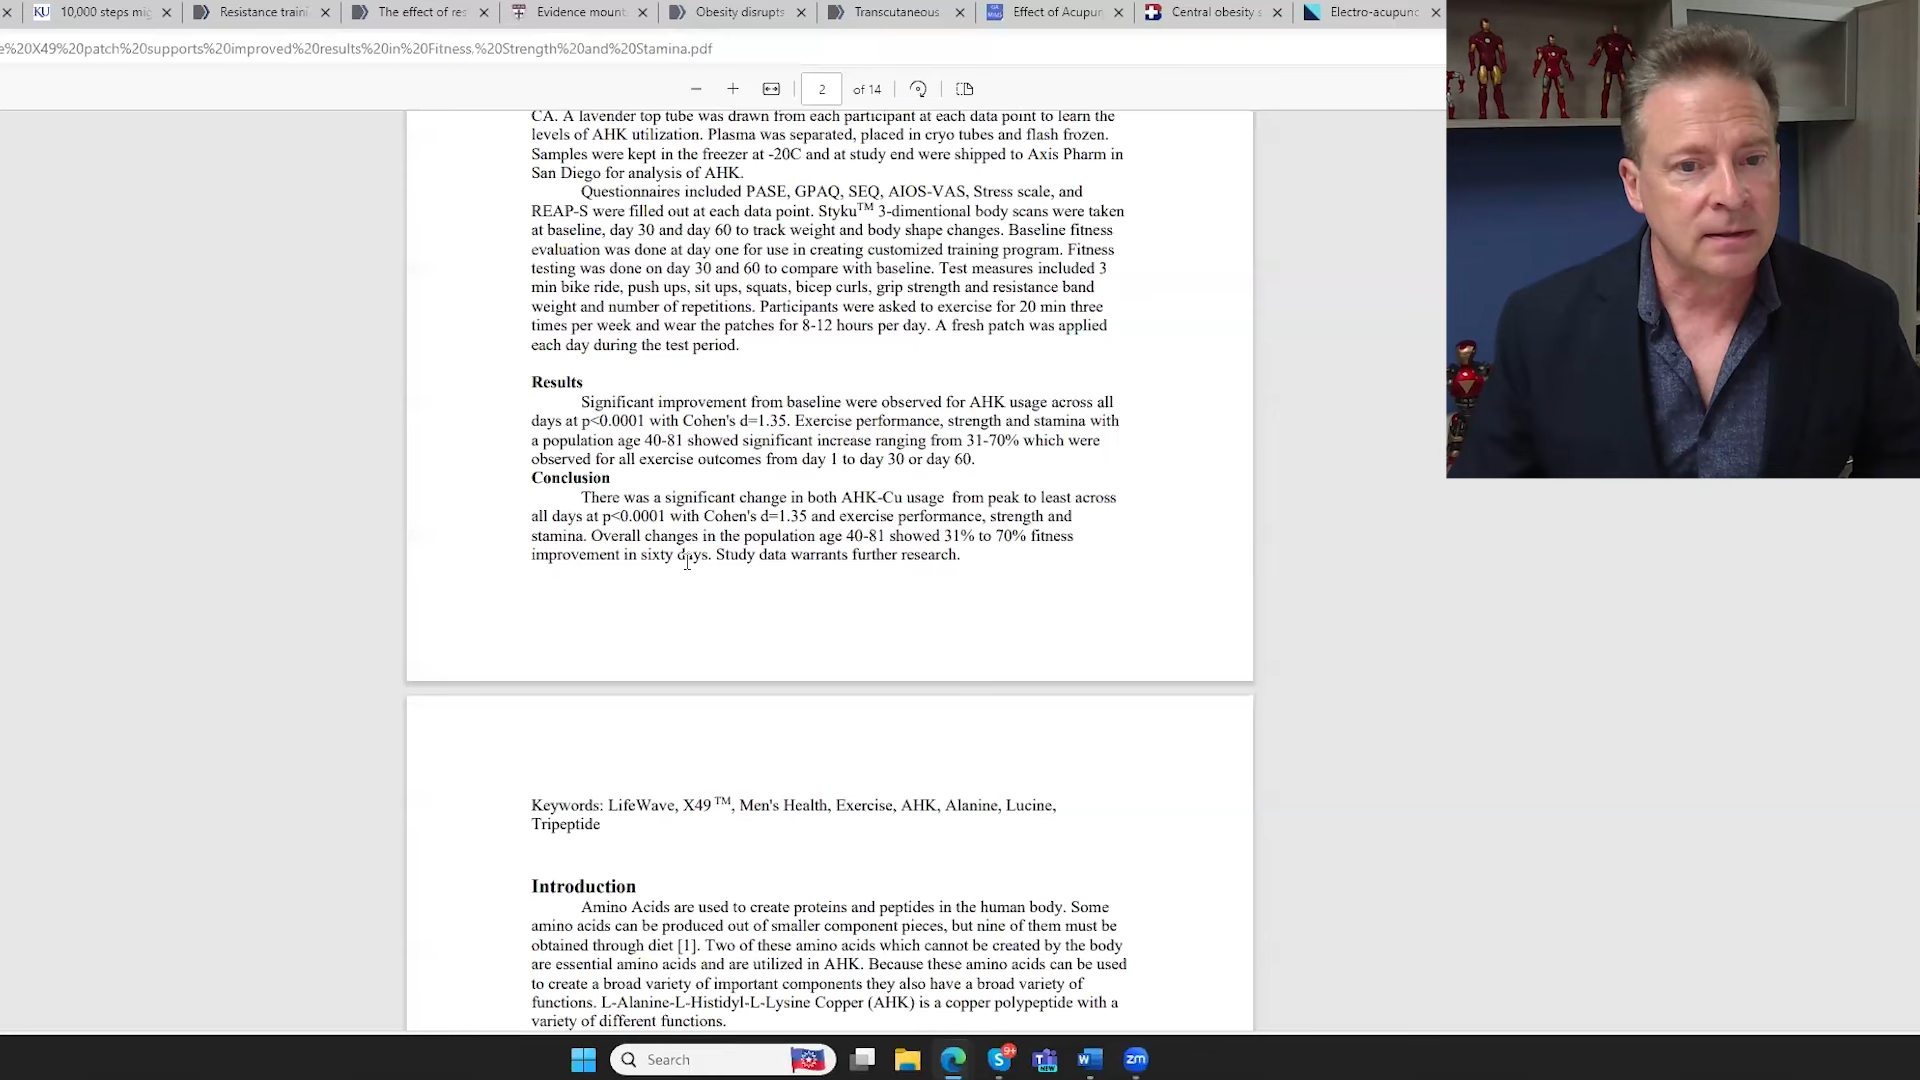 KU 10,000 steps mig
Resistance traini
The effect of res
Evidence mount
Obesity disrupts
Transcutaneous
Effect of Acupun
Central obesity s
Electro-acupunc
e%20X49%20patch%20supports%20improved%20results%20in%20Fitness,%20Strength%20and%20Stamina.pdf
2 of 14
CA. A lavender top tube was drawn from each participant at each data point to learn the
levels of AHK utilization. Plasma was separated, placed in cryo tubes and flash frozen.
Samples were kept in the freezer at -20C and at study end were shipped to Axis Pharm in
San Diego for analysis of AHK.
Questionnaires included PASE, GPAQ, SEQ, AIOS-VAS, Stress scale, and
REAP-S were filled out at each data point. Styku™ 3-dimentional body scans were taken
at baseline, day 30 and day 60 to track weight and body shape changes. Baseline fitness
evaluation was done at day one for use in creating customized training program. Fitness
testing was done on day 30 and 60 to compare with baseline. Test measures included 3
min bike ride, push ups, sit ups, squats, bicep curls, grip strength and resistance band
weight and number of repetitions. Participants were asked to exercise for 20 min three
times per week and wear the patches for 8-12 hours per day. A fresh patch was applied
each day during the test period.
Results
Significant improvement from baseline were observed for AHK usage across all
days at p<0.0001 with Cohen's d=1.35. Exercise performance, strength and stamina with
a population age 40-81 showed significant increase ranging from 31-70% which were
observed for all exercise outcomes from day 1 to day 30 or day 60.
Conclusion
There was a significant change in both AHK-Cu usage from peak to least across
all days at p<0.0001 with Cohen's d=1.35 and exercise performance, strength and
stamina. Overall changes in the population age 40-81 showed 31% to 70% fitness
improvement in sixty days. Study data warrants further research.
Keywords: LifeWave, X49 ™, Men's Health, Exercise, AHK, Alanine, Lucine,
Tripeptide
Introduction
Amino Acids are used to create proteins and peptides in the human body. Some
amino acids can be produced out of smaller component pieces, but nine of them must be
obtained through diet [1]. Two of these amino acids which cannot be created by the body
are essential amino acids and are utilized in AHK. Because these amino acids can be used
to create a broad variety of important components they also have a broad variety of
functions. L-Alanine-L-Histidyl-L-Lysine Copper (AHK) is a copper polypeptide with a
variety of different functions.
Search
S 9+
T NEW
W
zm